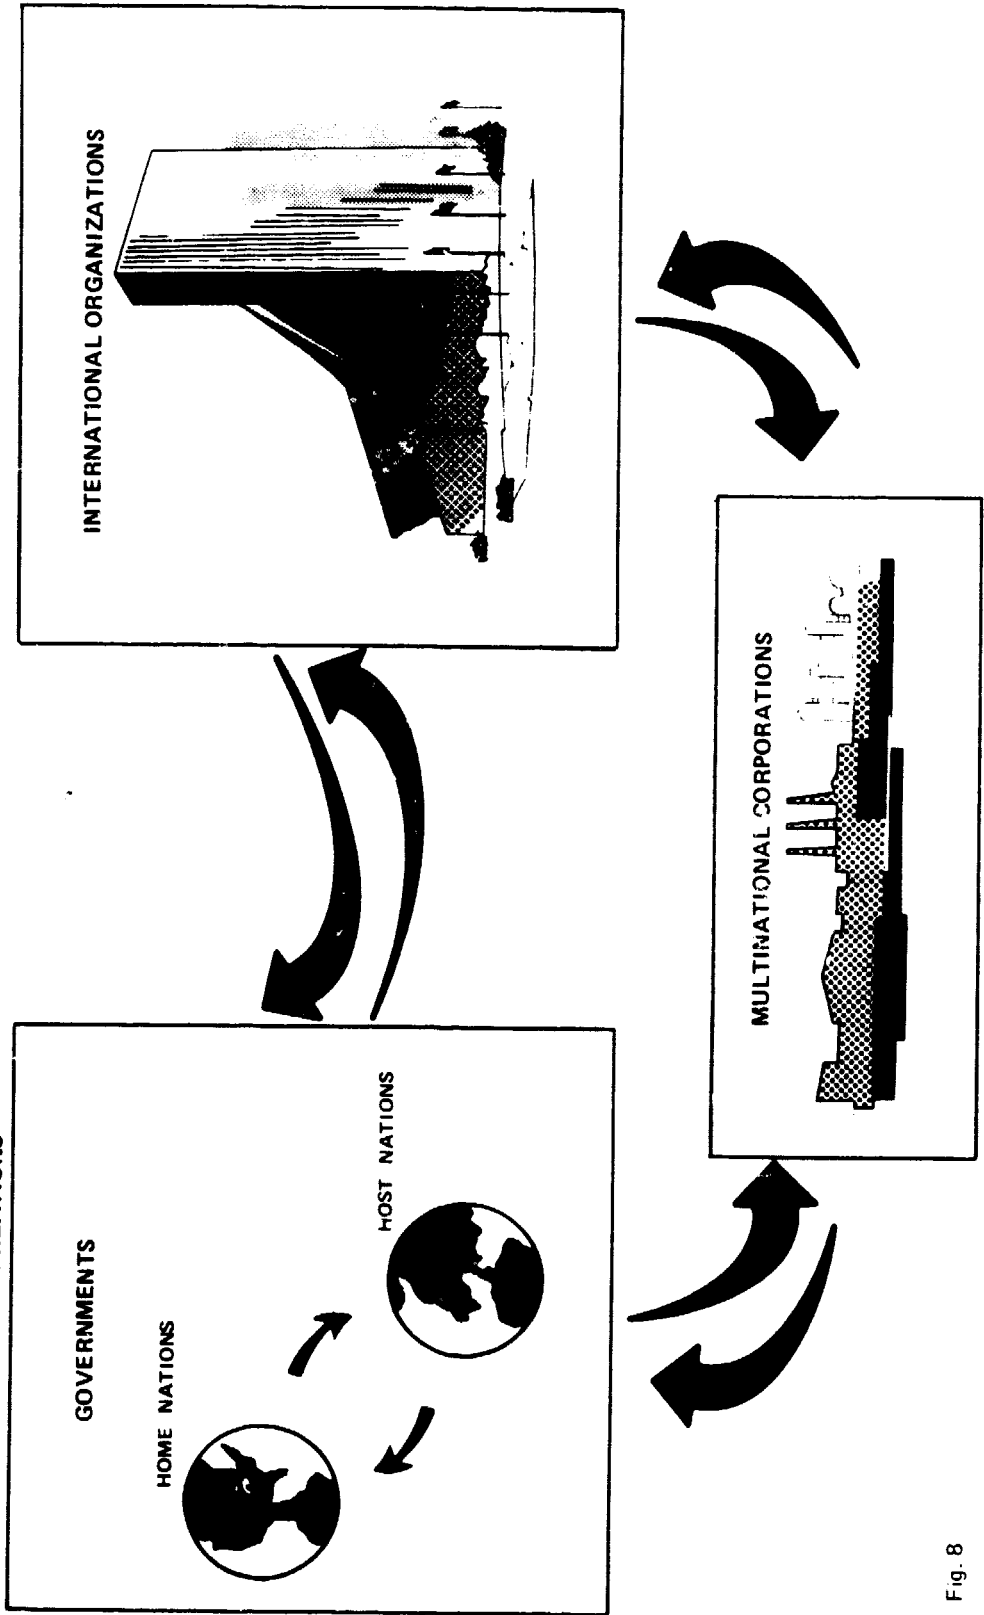 GOVERNMENTS
HOME NATIONS
HOST NATIONS
INTERNATIONAL ORGANIZATIONS
MULTINATIONAL CORPORATIONS
Fig. 8